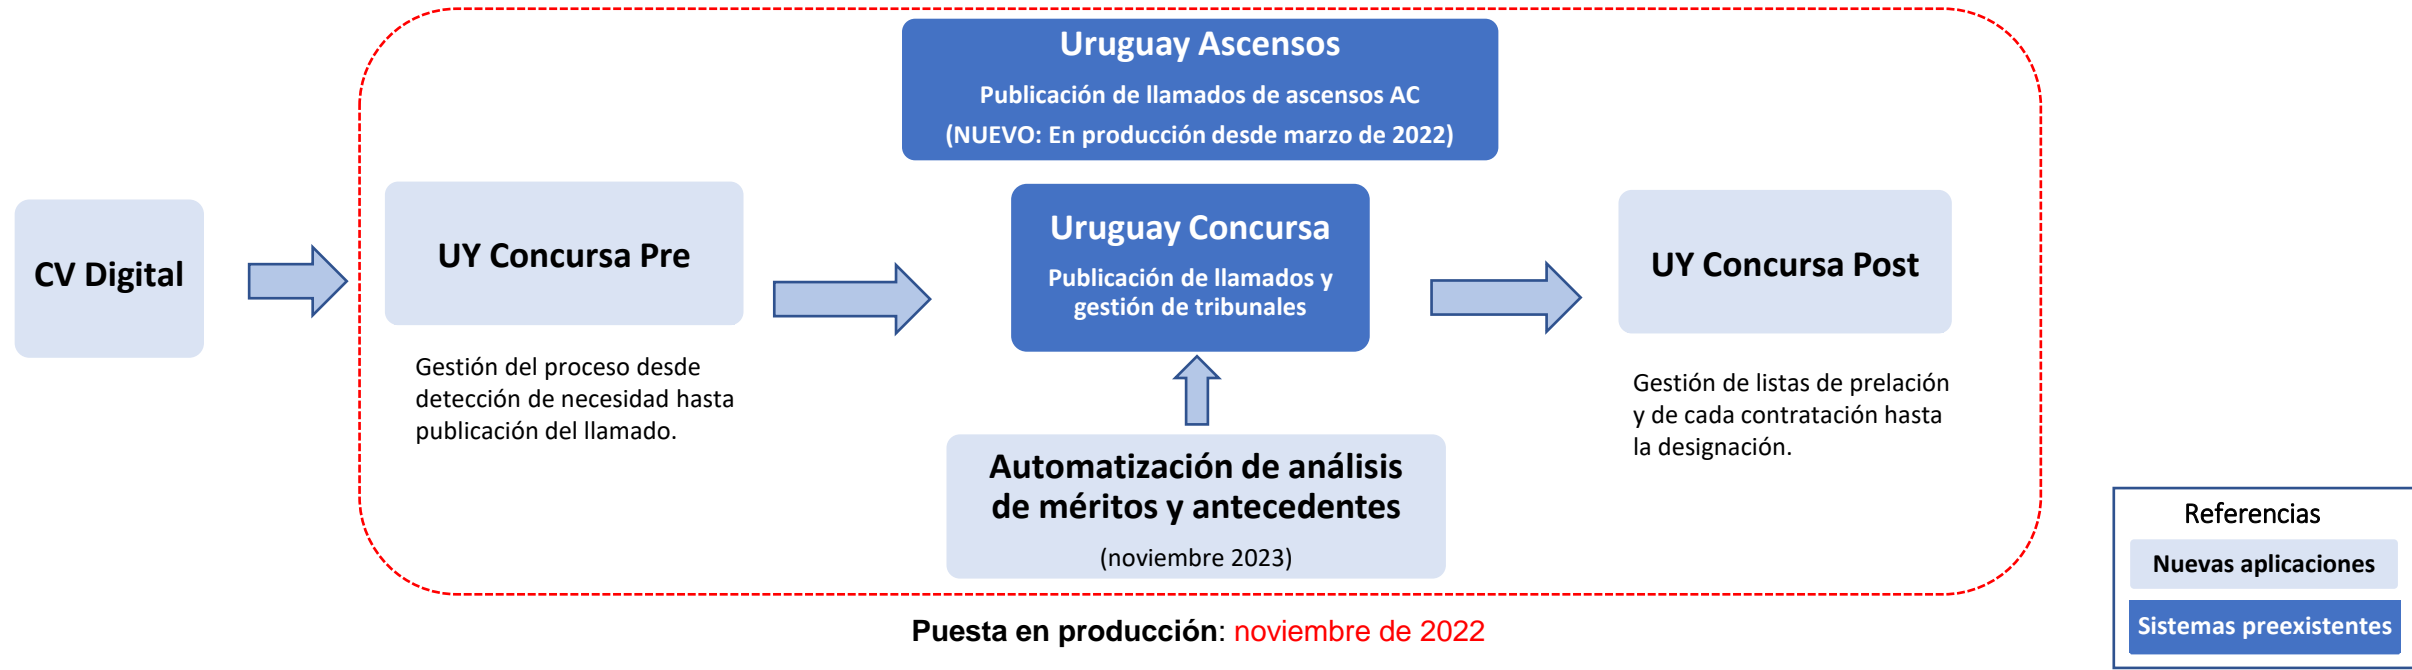 Uruguay Ascensos
Publicación de llamados de ascensos AC
(NUEVO: En producción desde marzo de 2022)
CV Digital
UY Concursa Pre
Gestión del proceso desde
detección de necesidad hasta
publicación del llamado.
Uruguay Concursa
Publicación de llamados y
gestión de tribunales
Automatización de análisis
de méritos y antecedentes
(noviembre 2023)
UY Concursa Post
Gestión de listas de prelación
y de cada contratación hasta
la designación.
Puesta en producción: noviembre de 2022
Referencias
Nuevas aplicaciones
Sistemas preexistentes